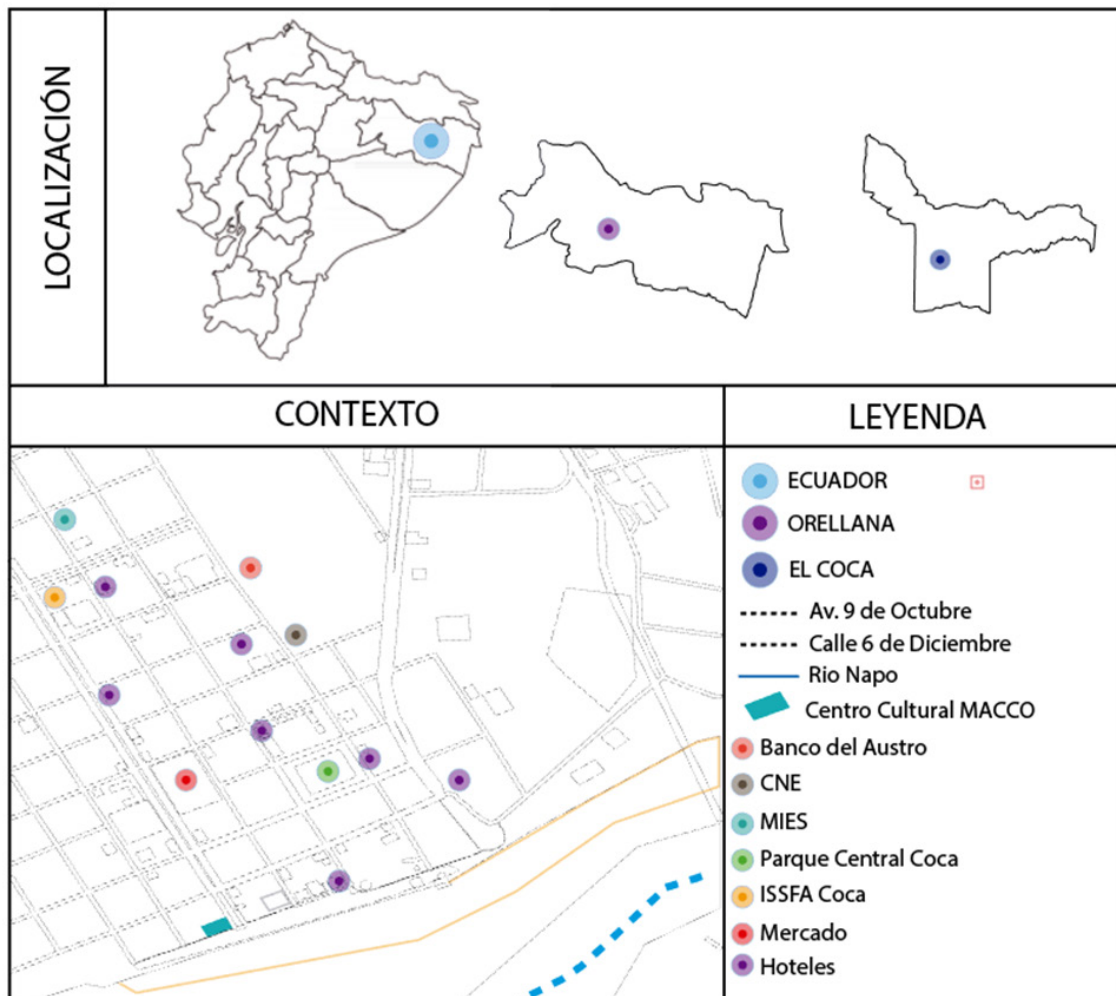 LOCALIZACIÓN
CONTEXTO
LEYENDA
ECUADOR
ORELLANA
EL COCA
Av. 9 de Octubre
Calle 6 de Diciembre
Rio Napo
Centro Cultural MACCO
Banco del Austro
CNE
MIES
Parque Central Coca
ISSFA Coca
Mercado
Hoteles